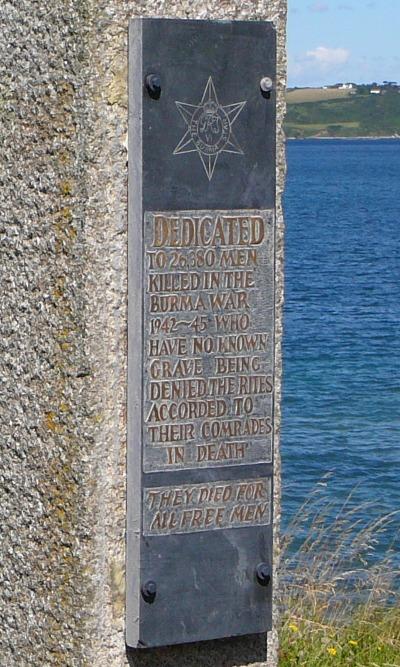 DEDICATED
TO 26,380 MEN
KILLED IN THE
BURMA WAR
1942~45 WHO
HAVE NO KNOWN
GRAVE BEING
DENIED THE RITES
ACCORDED TO
THEIR COMRADES
IN DEATH
THEY DIED FOR
ALL FREE MEN